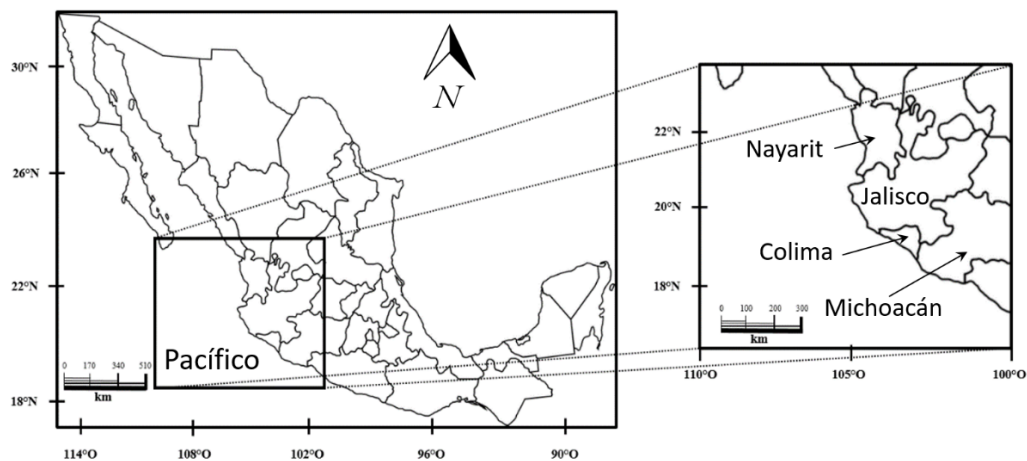 30°N
26°N
22°N
18°N
N
Pacífico
0 170 340 510
km
114°O 108°O 102°O 96°O 90°O
22°N
20°N
18°N
Nayarit
Jalisco
Colima
Michoacán
0 100 200 300
km
110°O 105°O 100°O